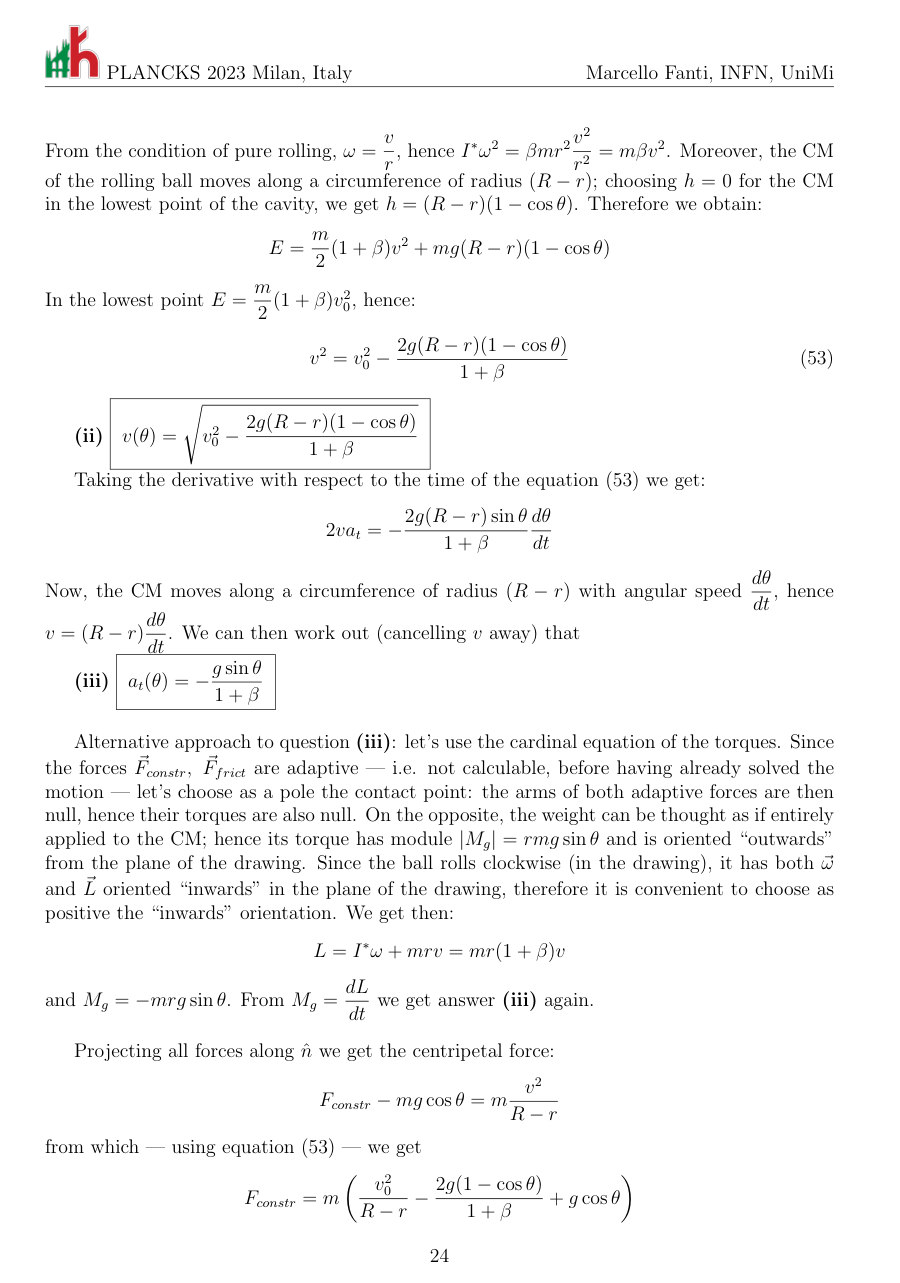 PLANCKS 2023 Milan, Italy Marcello Fanti, INFN, UniMi
From the condition of pure rolling, ω = v/r, hence I*ω² = βmr² v²/r² = mβv². Moreover, the CM
of the rolling ball moves along a circumference of radius (R − r); choosing h = 0 for the CM
in the lowest point of the cavity, we get h = (R − r)(1 − cos θ). Therefore we obtain:
E = m/2 (1 + β)v² + mg(R − r)(1 − cos θ)
In the lowest point E = m/2 (1 + β)v₀², hence:
v² = v₀² − 2g(R − r)(1 − cos θ)/(1 + β) (53)
(ii) v(θ) = √(v₀² − 2g(R − r)(1 − cos θ)/(1 + β))
Taking the derivative with respect to the time of the equation (53) we get:
2vaₜ = − 2g(R − r) sin θ/(1 + β) dθ/dt
Now, the CM moves along a circumference of radius (R − r) with angular speed dθ/dt, hence
v = (R − r) dθ/dt. We can then work out (cancelling v away) that
(iii) aₜ(θ) = − g sin θ/(1 + β)
Alternative approach to question (iii): let's use the cardinal equation of the torques. Since
the forces F⃗_constr, F⃗_frict are adaptive — i.e. not calculable, before having already solved the
motion — let's choose as a pole the contact point: the arms of both adaptive forces are then
null, hence their torques are also null. On the opposite, the weight can be thought as if entirely
applied to the CM; hence its torque has module |M_g| = rmg sin θ and is oriented “outwards”
from the plane of the drawing. Since the ball rolls clockwise (in the drawing), it has both ω⃗
and L⃗ oriented “inwards” in the plane of the drawing, therefore it is convenient to choose as
positive the “inwards” orientation. We get then:
L = I*ω + mrv = mr(1 + β)v
and M_g = −mrg sin θ. From M_g = dL/dt we get answer (iii) again.
Projecting all forces along n̂ we get the centripetal force:
F_constr − mg cos θ = m v²/(R − r)
from which — using equation (53) — we get
F_constr = m (v₀²/(R − r) − 2g(1 − cos θ)/(1 + β) + g cos θ)
24